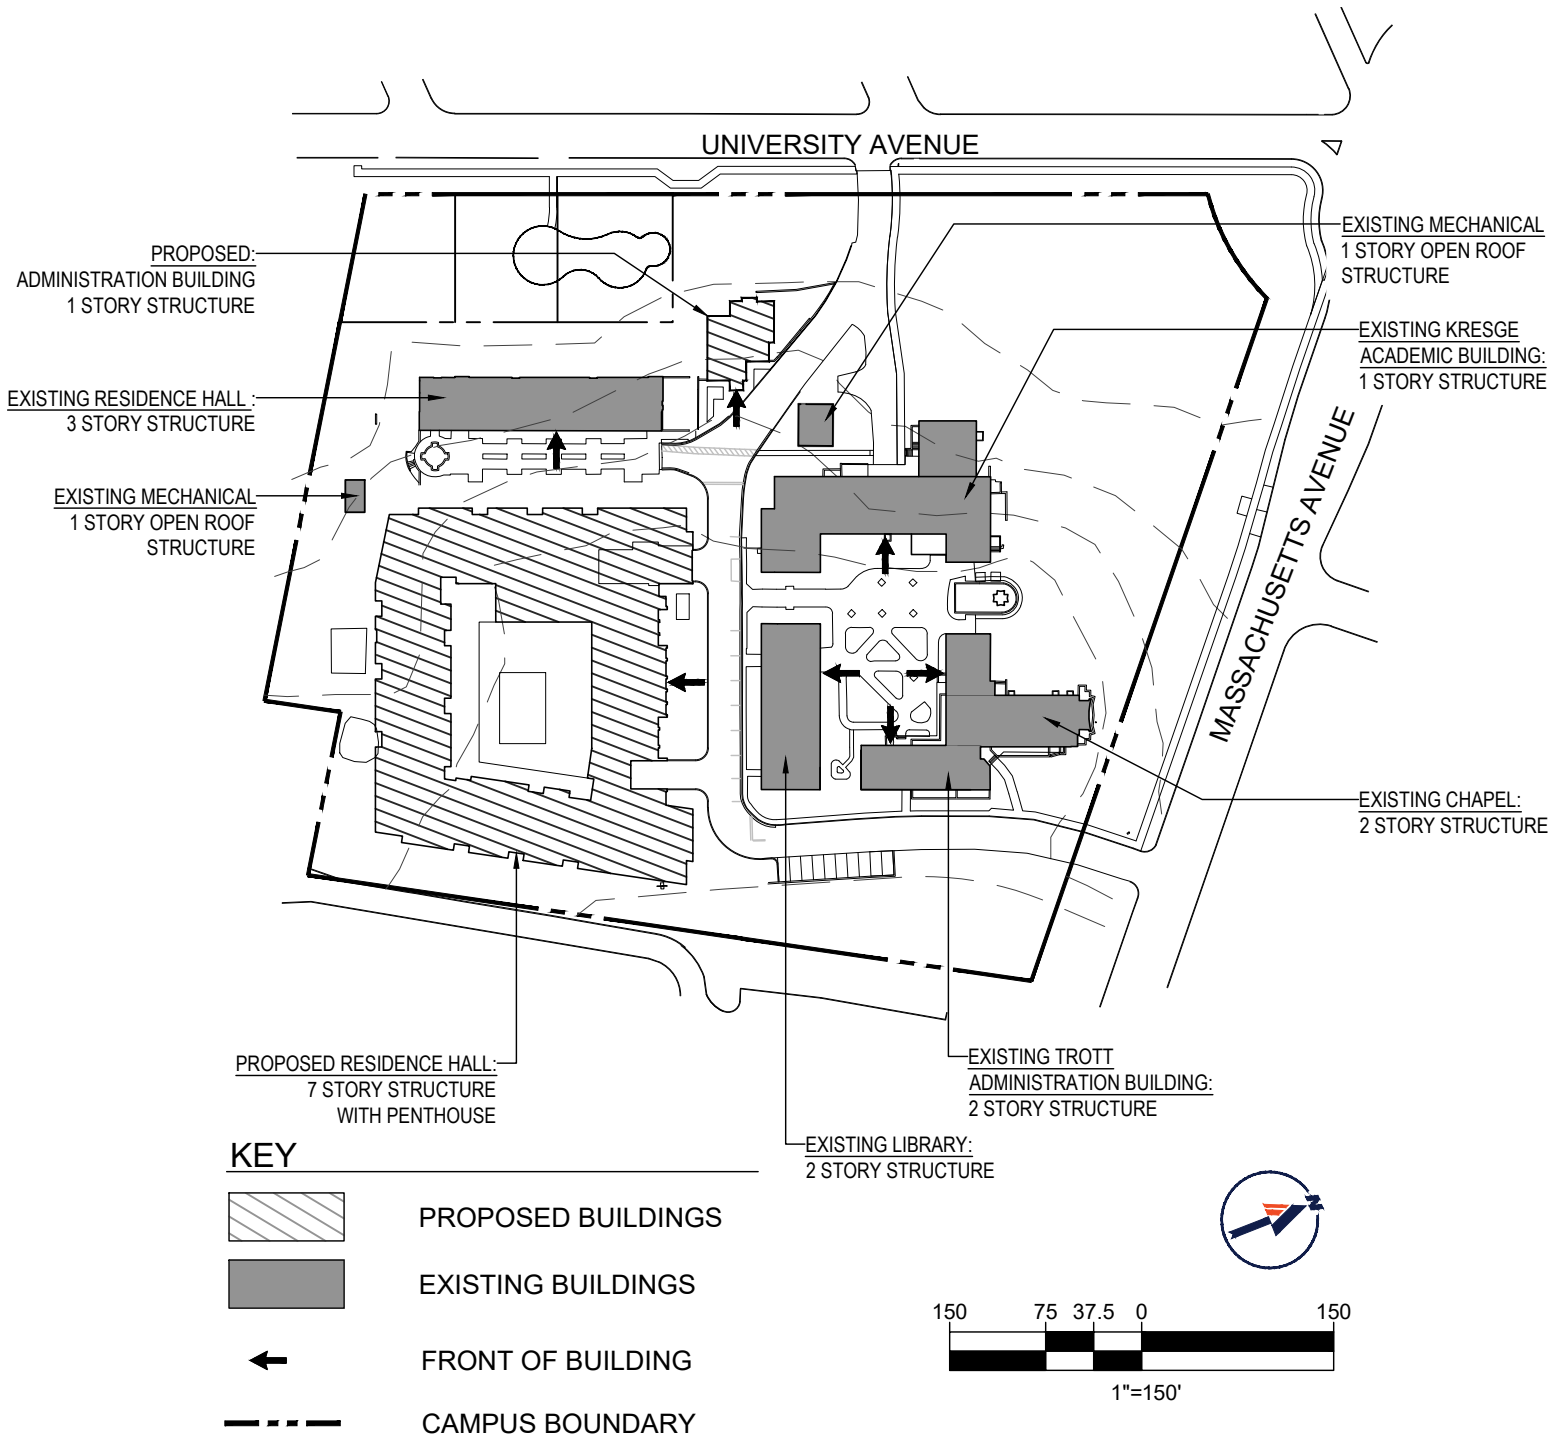 UNIVERSITY AVENUE
PROPOSED:
ADMINISTRATION BUILDING
1 STORY STRUCTURE
EXISTING MECHANICAL
1 STORY OPEN ROOF
STRUCTURE
EXISTING KRESGE
ACADEMIC BUILDING:
1 STORY STRUCTURE
EXISTING RESIDENCE HALL :
3 STORY STRUCTURE
EXISTING MECHANICAL
1 STORY OPEN ROOF
STRUCTURE
MASSACHUSETTS AVENUE
EXISTING CHAPEL:
2 STORY STRUCTURE
PROPOSED RESIDENCE HALL:
7 STORY STRUCTURE
WITH PENTHOUSE
EXISTING TROTT
ADMINISTRATION BUILDING:
2 STORY STRUCTURE
EXISTING LIBRARY:
2 STORY STRUCTURE
KEY
PROPOSED BUILDINGS
EXISTING BUILDINGS
FRONT OF BUILDING
CAMPUS BOUNDARY
N
150 75 37.5 0 150
1"=150'